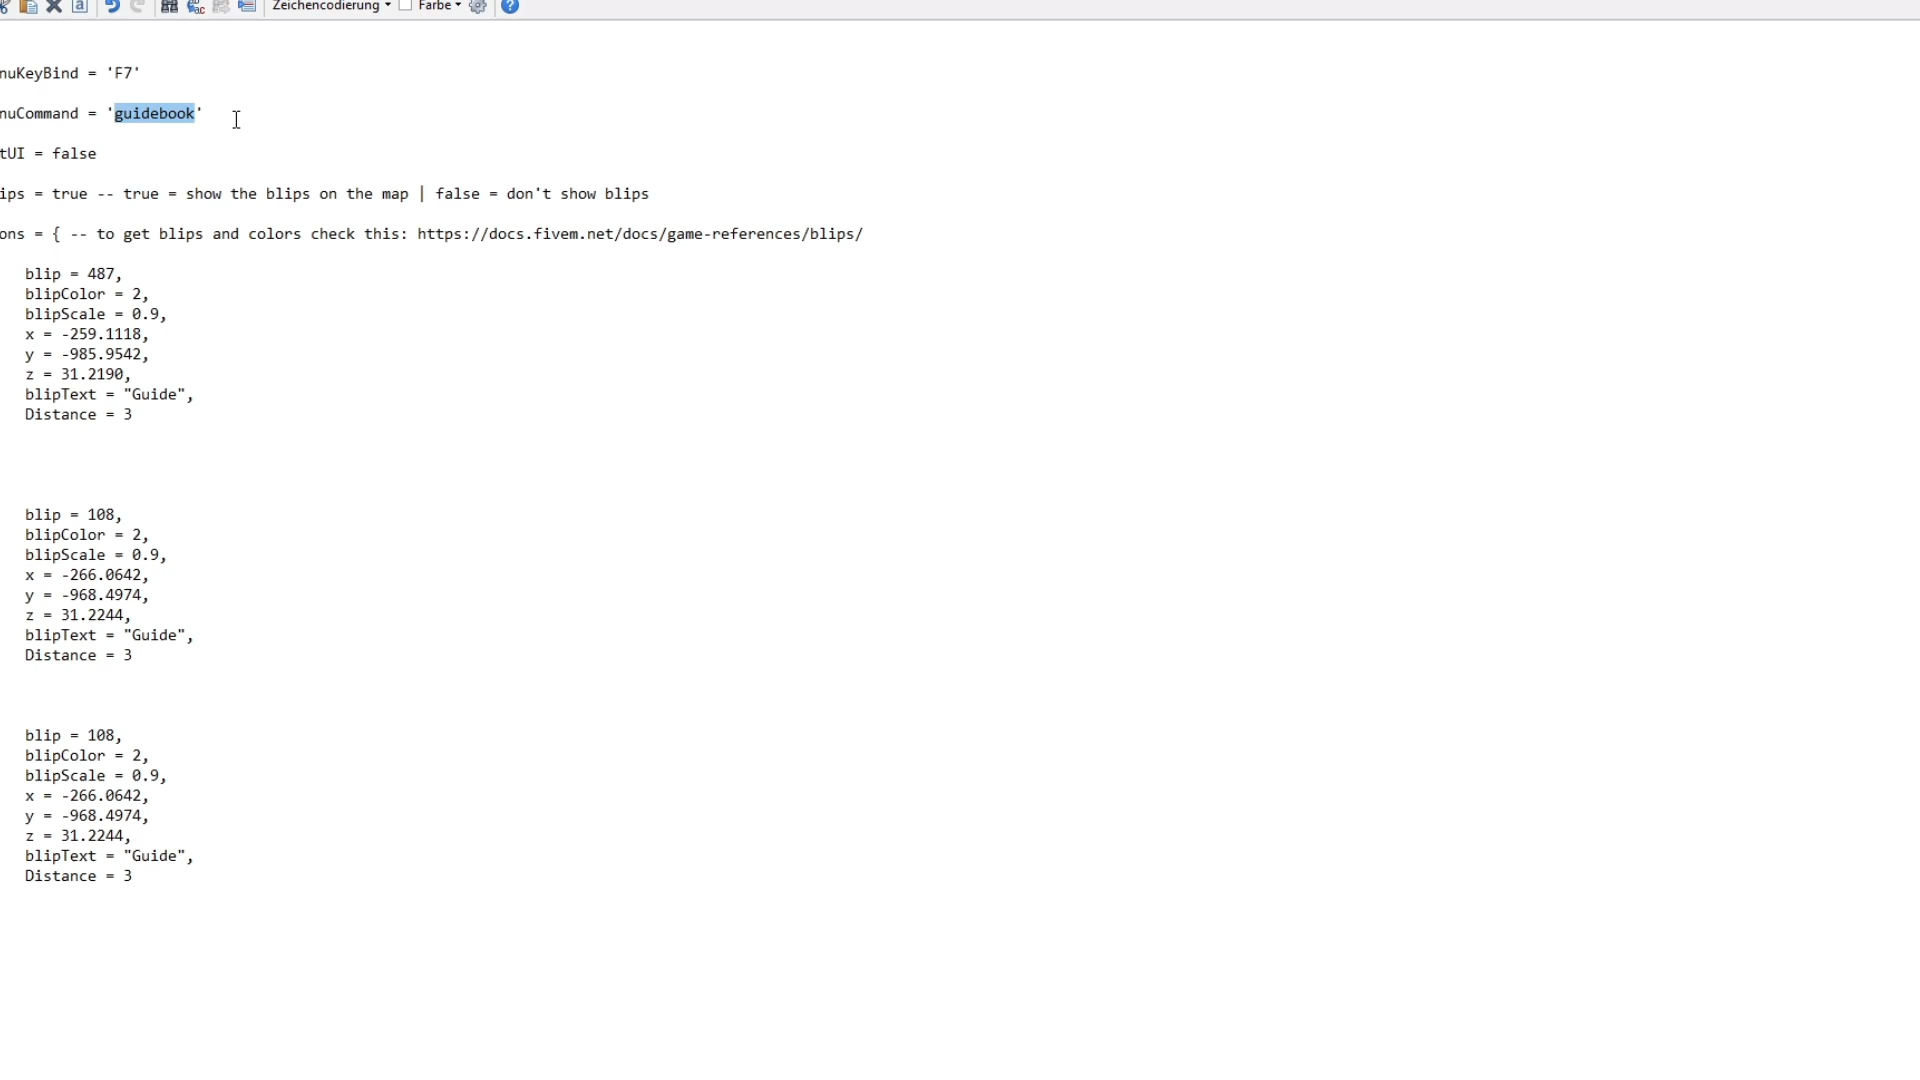 Zeichencodierung Farbe
nuKeyBind = 'F7'
nuCommand = 'guidebook'
tUI = false
ips = true -- true = show the blips on the map | false = don't show blips
ons = { -- to get blips and colors check this: https://docs.fivem.net/docs/game-references/blips/
blip = 487,
blipColor = 2,
blipScale = 0.9,
x = -259.1118,
y = -985.9542,
z = 31.2190,
blipText = "Guide",
Distance = 3
blip = 108,
blipColor = 2,
blipScale = 0.9,
x = -266.0642,
y = -968.4974,
z = 31.2244,
blipText = "Guide",
Distance = 3
blip = 108,
blipColor = 2,
blipScale = 0.9,
x = -266.0642,
y = -968.4974,
z = 31.2244,
blipText = "Guide",
Distance = 3